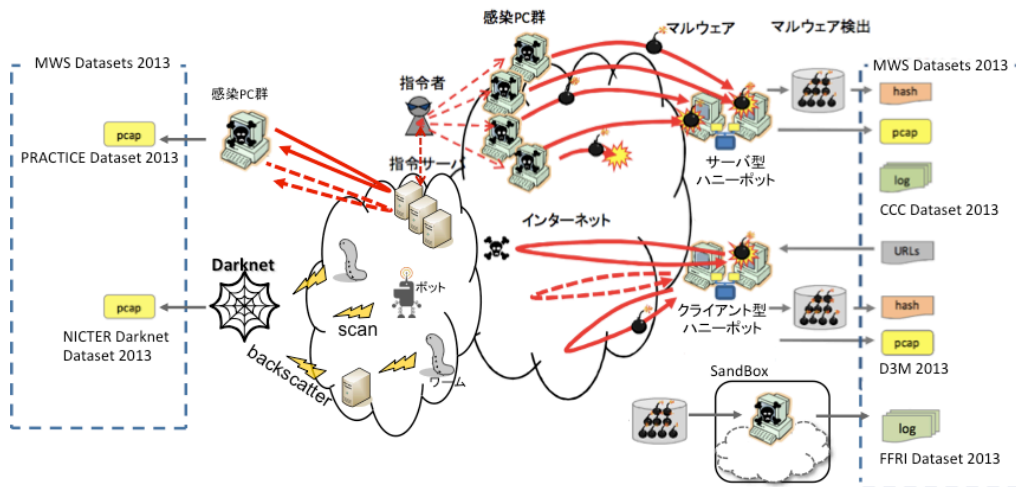 感染PC群
マルウェア
マルウェア検出
MWS Datasets 2013
MWS Datasets 2013
感染PC群
指令者
hash
pcap
pcap
PRACTICE Dataset 2013
指令サーバ
サーバ型
ハニーポット
log
CCC Dataset 2013
インターネット
URLs
Darknet
ボット
クライアント型
ハニーポット
hash
pcap
scan
pcap
NICTER Darknet
Dataset 2013
D3M 2013
backscatter
ワーム
SandBox
log
FFRI Dataset 2013